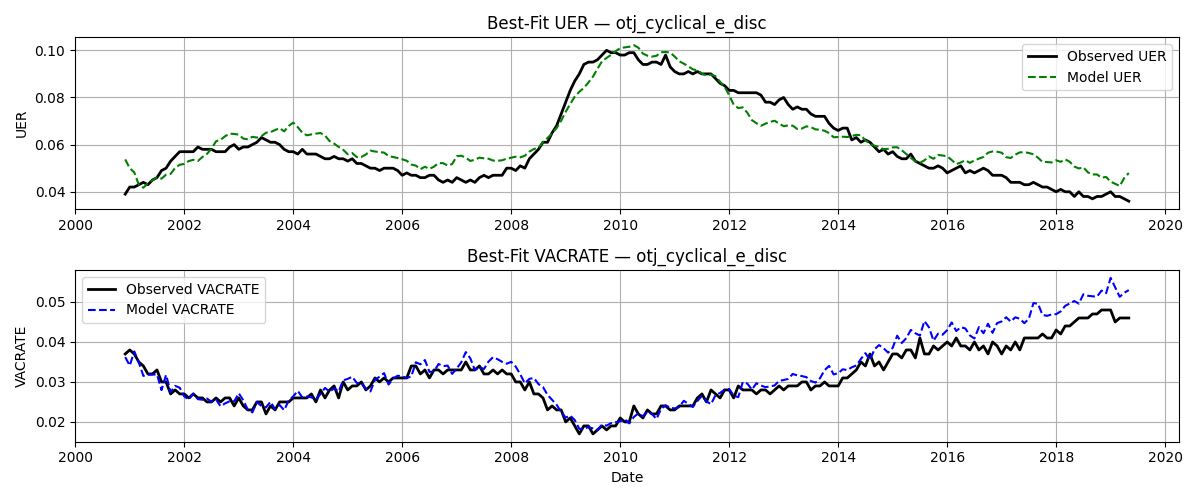 Best-Fit UER — otj_cyclical_e_disc
0.10
0.08
0.06
0.04
UER
Observed UER
Model UER
2000 2002 2004 2006 2008 2010 2012 2014 2016 2018 2020
Best-Fit VACRATE — otj_cyclical_e_disc
0.05
0.04
0.03
0.02
VACRATE
Observed VACRATE
Model VACRATE
2000 2002 2004 2006 2008 2010 2012 2014 2016 2018 2020
Date